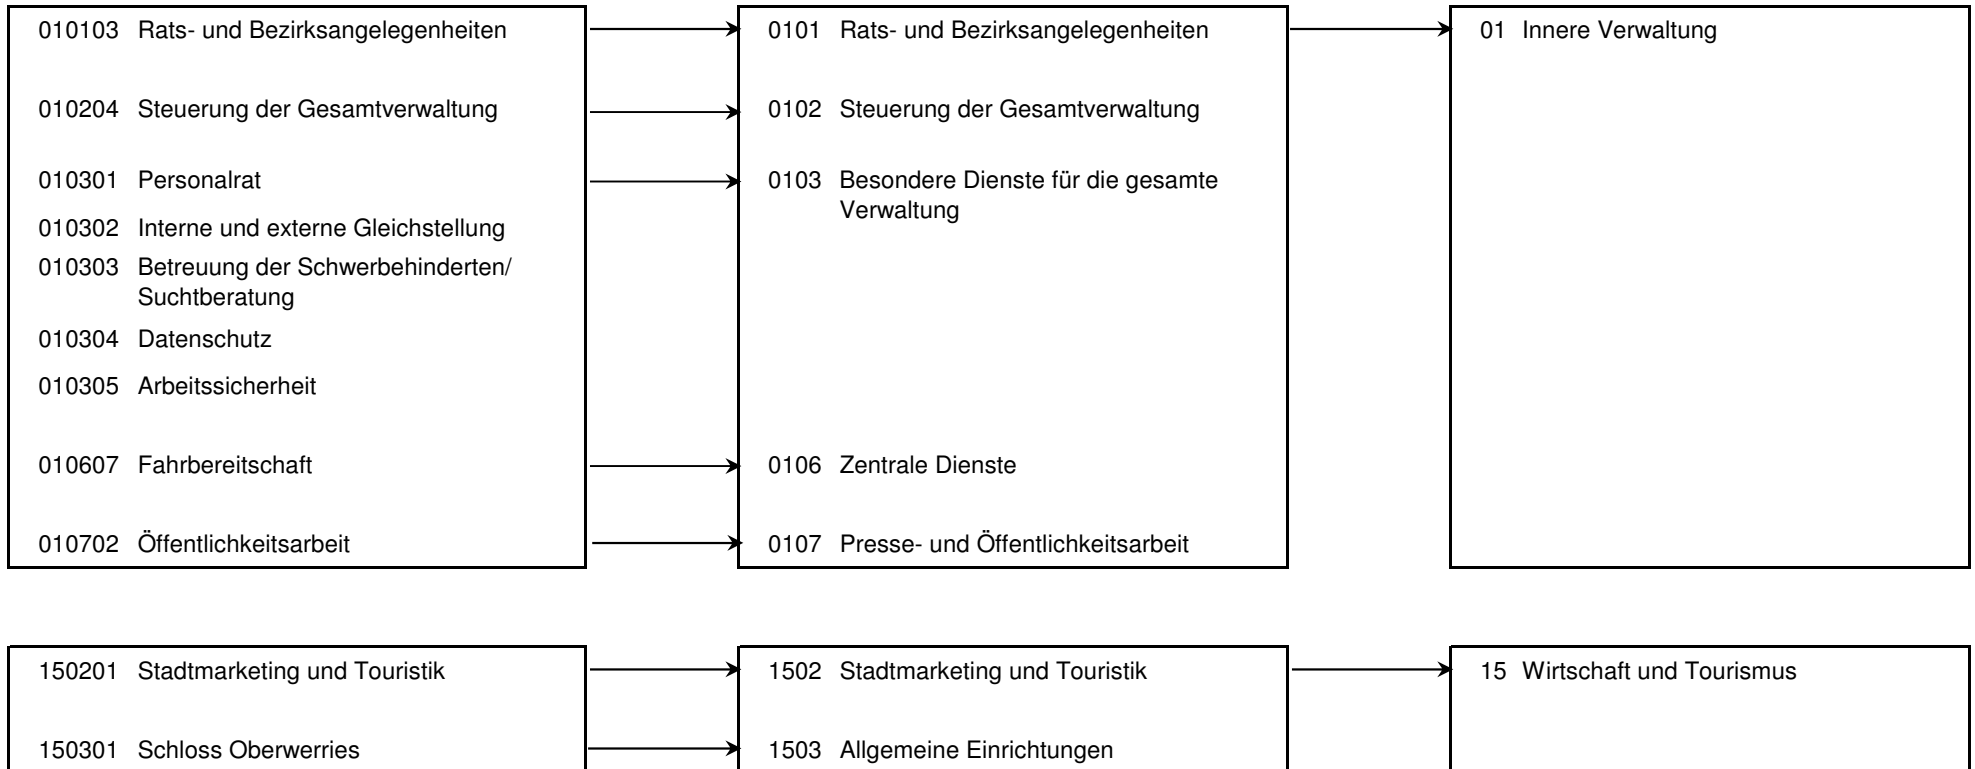 010103 Rats- und Bezirksangelegenheiten 0101 Rats- und Bezirksangelegenheiten 01 Innere Verwaltung
010204 Steuerung der Gesamtverwaltung 0102 Steuerung der Gesamtverwaltung
010301 Personalrat 0103 Besondere Dienste für die gesamte
Verwaltung
010302 Interne und externe Gleichstellung
010303 Betreuung der Schwerbehinderten/
Suchtberatung
010304 Datenschutz
010305 Arbeitssicherheit
010607 Fahrbereitschaft 0106 Zentrale Dienste
010702 Öffentlichkeitsarbeit 0107 Presse- und Öffentlichkeitsarbeit
150201 Stadtmarketing und Touristik 1502 Stadtmarketing und Touristik 15 Wirtschaft und Tourismus
150301 Schloss Oberwerries 1503 Allgemeine Einrichtungen